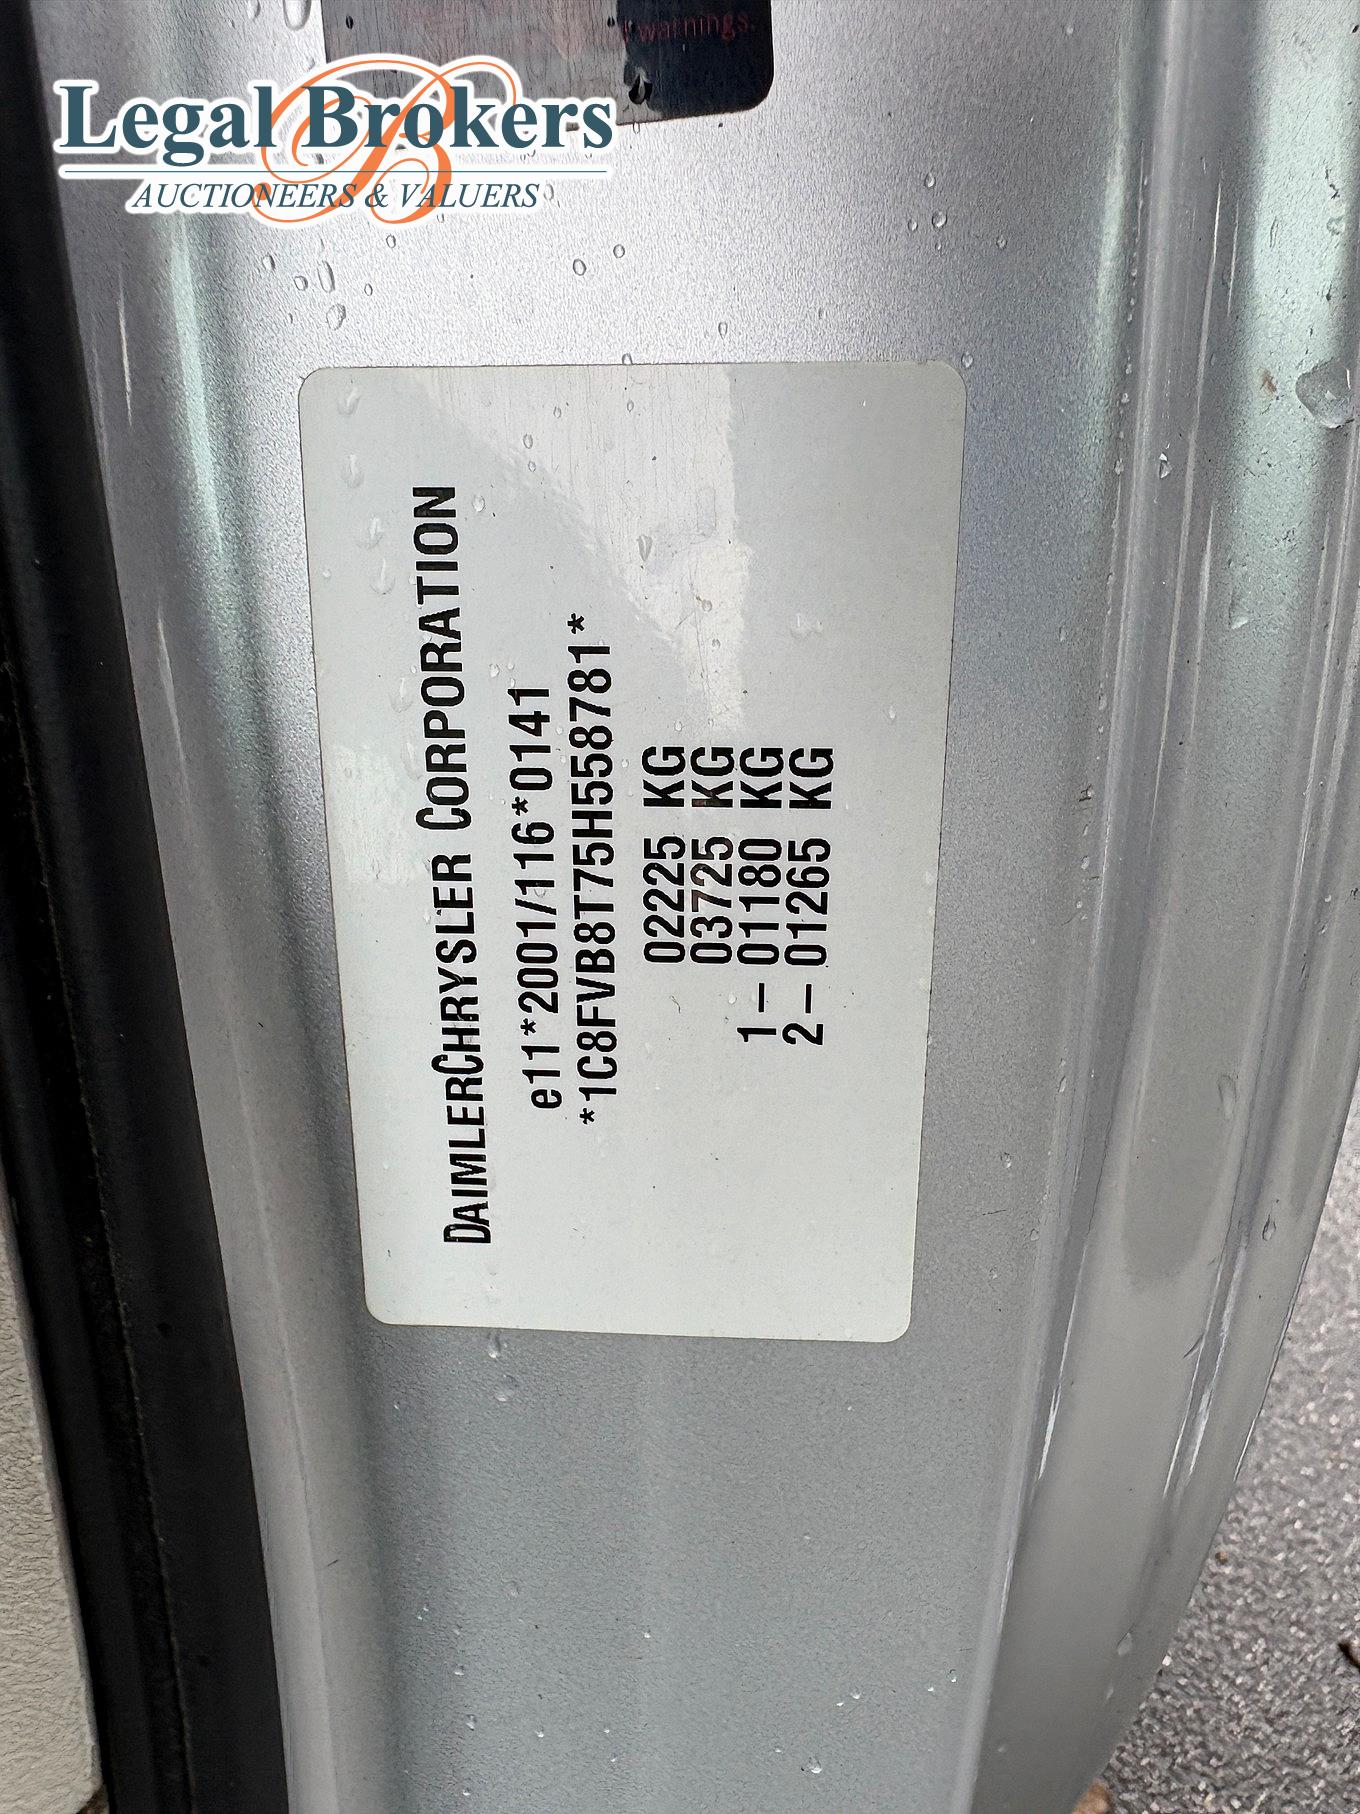 warnings.
Legal Brokers
AUCTIONEERS & VALUERS
DAIMLERCHRYSLER CORPORATION
e11*2001/116*0141
*1C8FVB8T75H558781*
02225 KG
03725 KG
1- 01180 KG
2- 01265 KG